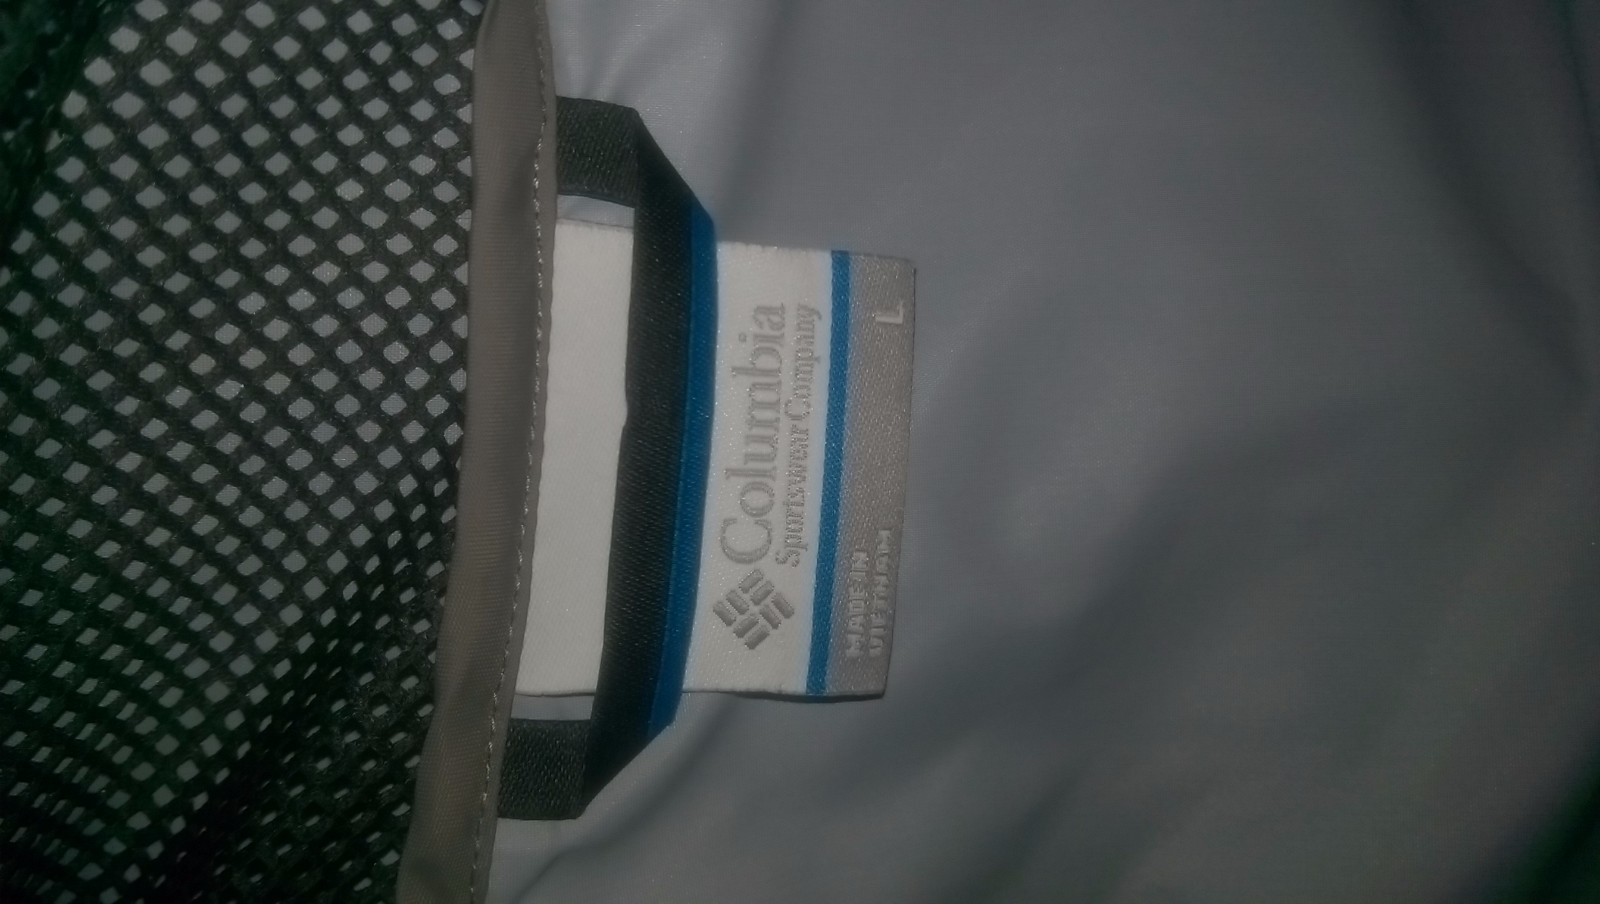 Columbia
Sportswear Company
MADE IN
VIETNAM
L